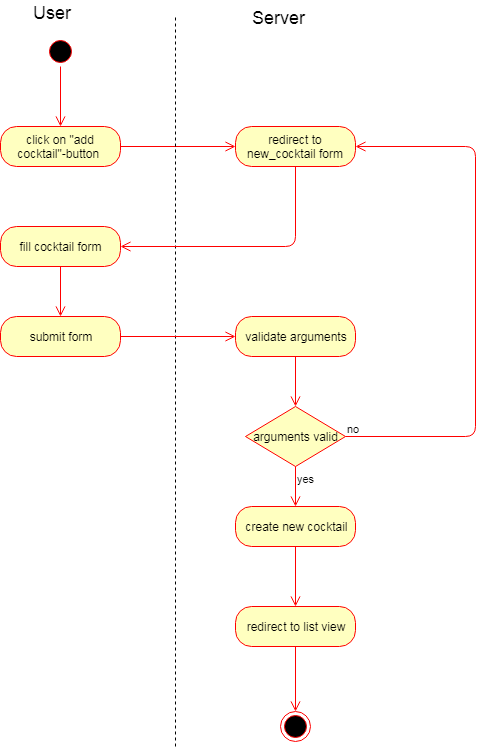 User
Server
click on "add
cocktail"-button
redirect to
new_cocktail form
fill cocktail form
submit form
validate arguments
arguments valid
no
yes
create new cocktail
redirect to list view